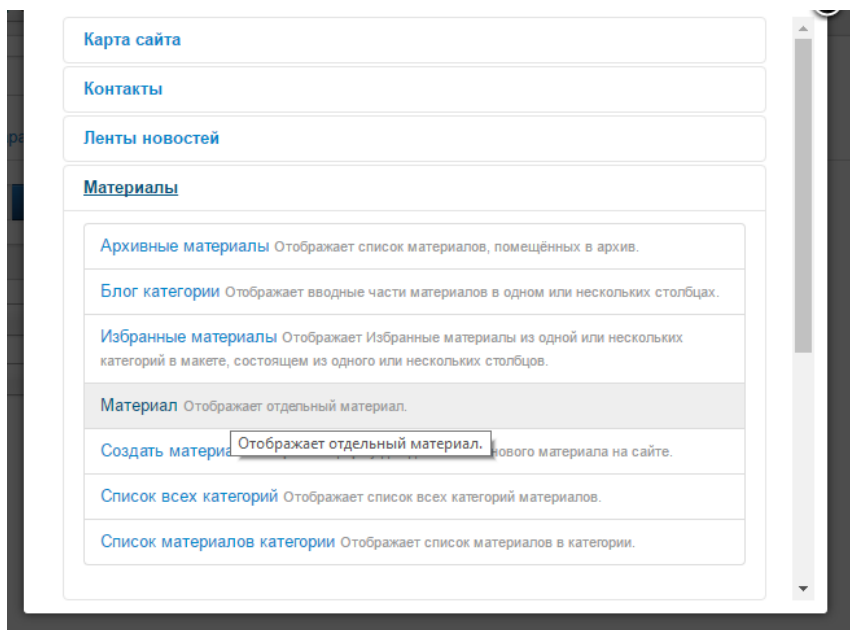 Карта сайта
Контакты
Ленты новостей
Материалы
Архивные материалы Отображает список материалов, помещённых в архив.
Блог категории Отображает вводные части материалов в одном или нескольких столбцах.
Избранные материалы Отображает Избранные материалы из одной или нескольких
категорий в макете, состоящем из одного или нескольких столбцов.
Материал Отображает отдельный материал.
Отображает отдельный материал.
Создать нового материала на сайте.
Список всех категорий Отображает список всех категорий материалов.
Список материалов категории Отображает список материалов в категории.